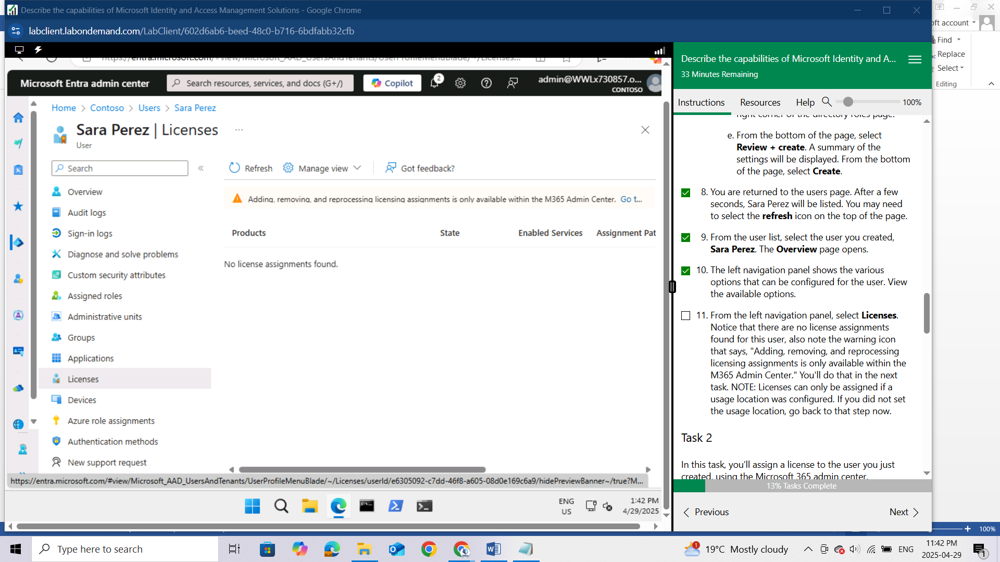 Describe the capabilities of Microsoft Identity and Access Management Solutions - Google Chrome
labclient.labondemand.com/LabClient/602d6ab6-beed-48c0-b716-6bdfabb32cfb
Microsoft Entra admin center
Search resources, services, and docs (G+/)
Copilot
2
admin@WWLx730857.o...
CONTOSO
Home > Contoso > Users > Sara Perez
Sara Perez | Licenses
...
User
Search
«
Refresh
Manage view
Got feedback?
Adding, removing, and reprocessing licensing assignments is only available within the M365 Admin Center. Go t...
Products
State
Enabled Services
Assignment Pat
No license assignments found.
Overview
Audit logs
Sign-in logs
Diagnose and solve problems
Custom security attributes
Assigned roles
Administrative units
Groups
Applications
Licenses
Devices
Azure role assignments
Authentication methods
New support request
https://entra.microsoft.com/#view/Microsoft_AAD_UsersAndTenants/UserProfileMenuBlade/~/Licenses/userId/e6305092-c7dd-46f8-a605-08d0e169c6a9/hidePreviewBanner~/true?M...
ENG
US
1:42 PM
4/29/2025
Describe the capabilities of Microsoft Identity and A...
33 Minutes Remaining
Instructions
Resources
Help
100%
right corner of the directory roles page.
e. From the bottom of the page, select
Review + create. A summary of the
settings will be displayed. From the bottom
of the page, select Create.
8. You are returned to the users page. After a few
seconds, Sara Perez will be listed. You may need
to select the refresh icon on the top of the page.
9. From the user list, select the user you created,
Sara Perez. The Overview page opens.
10. The left navigation panel shows the various
options that can be configured for the user. View
the available options.
11. From the left navigation panel, select Licenses.
Notice that there are no license assignments
found for this user, also note the warning icon
that says, "Adding, removing, and reprocessing
licensing assignments is only available within the
M365 Admin Center." You'll do that in the next
task. NOTE: Licenses can only be assigned if a
usage location was configured. If you did not set
the usage location, go back to that step now.
Task 2
In this task, you’ll assign a license to the user you just
created, using the Microsoft 365 admin center.
13% Tasks Complete
Previous
Next
oft account
Find
Replace
Select
Editing
100%
Type here to search
1
19°C Mostly cloudy
ENG
11:42 PM
2025-04-29
1